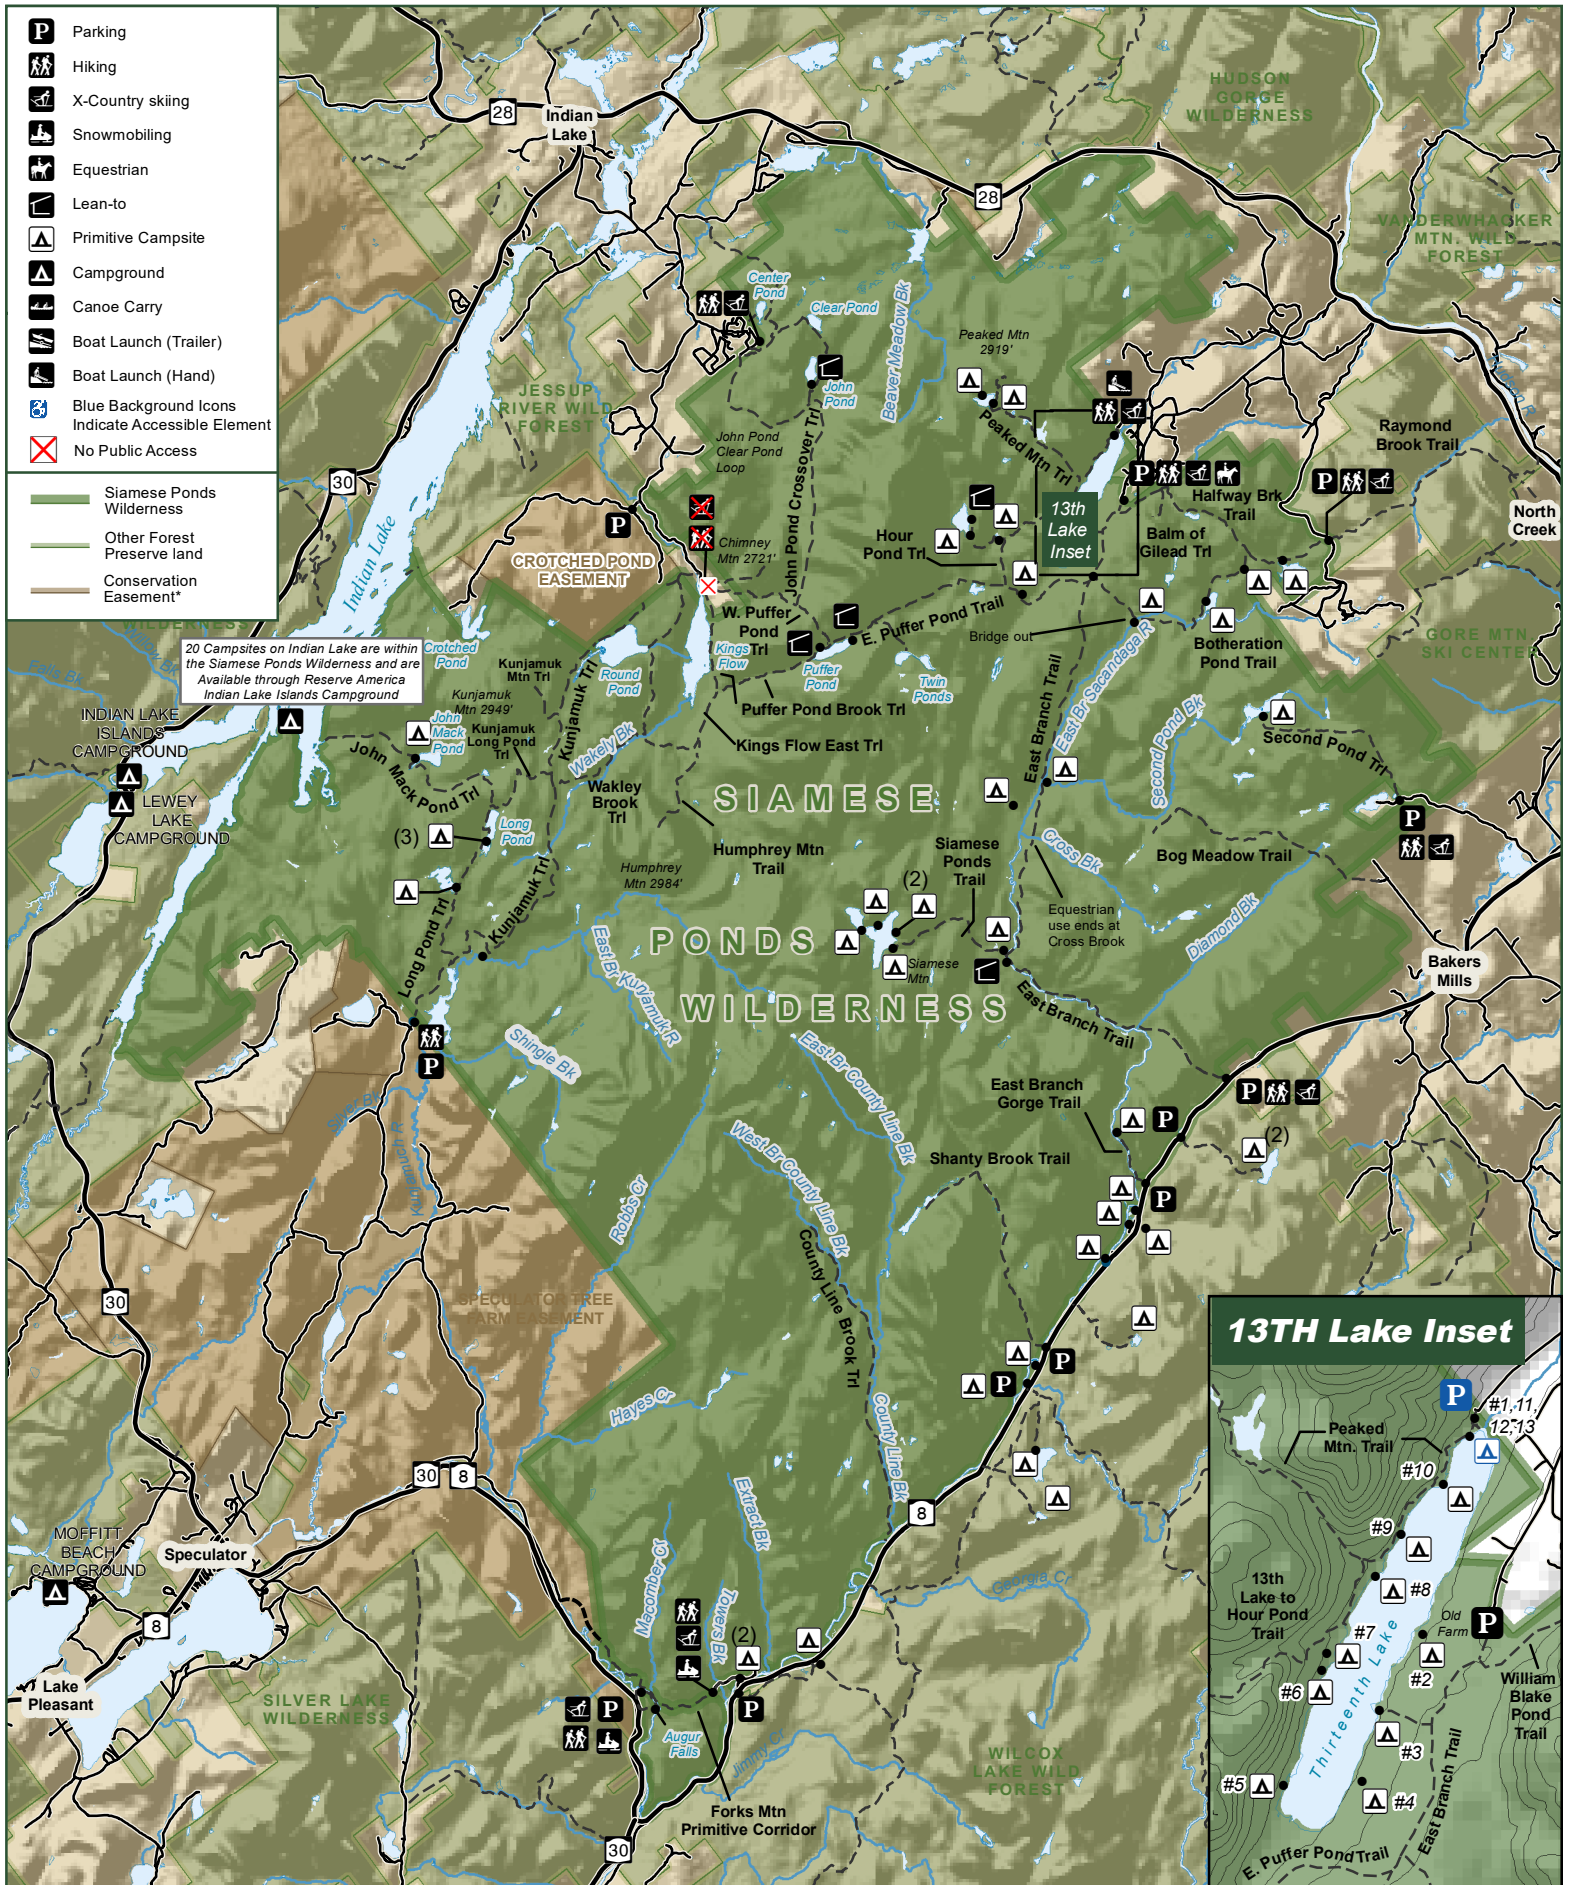 Parking
Hiking
X-Country skiing
Snowmobiling
Equestrian
Lean-to
Primitive Campsite
Campground
Canoe Carry
Boat Launch (Trailer)
Boat Launch (Hand)
Blue Background Icons
Indicate Accessible Element
No Public Access
Siamese Ponds
Wilderness
Other Forest
Preserve land
Conservation
Easement*
28
Indian
Lake
HUDSON
GORGE
WILDERNESS
28
VANDERWHACKER
MTN. WILD
FOREST
Center
Pond
Clear Pond
Beaver Meadow Bk
Peaked Mtn
2919'
John
Pond
JESSUP
RIVER WILD
FOREST
Peaked Mtn Trl
Raymond
Brook Trail
John Pond
Clear Pond
Loop
John Pond Crossover Trl
30
P
P
P
Halfway Brk
Trail
North
Creek
13th
Lake
Inset
Indian Lake
Chimney
Mtn 2721'
Hour
Pond Trl
Balm of
Gilead Trl
CROTCHED POND
EASEMENT
W. Puffer
Pond
Trl
E. Puffer Pond Trail
Bridge out
WILDERNESS
20 Campsites on Indian Lake are within
the Siamese Ponds Wilderness and are
Available through Reserve America
Indian Lake Islands Campground
Crotched
Pond
Kunjamuk
Mtn Trl
Kunjamuk Trl
Round
Pond
Kings
Flow
Puffer
Pond
Twin
Ponds
Botheration
Pond Trail
GORE MTN.
SKI CENTER
Falls Bk
Willow Bk
Kunjamuk
Mtn 2949'
Puffer Pond Brook Trl
East Branch Trail
East Br Sacandaga R
Second Pond Bk
Second Pond Trl
INDIAN LAKE
ISLANDS
CAMPGROUND
John
Mack
Pond
Kunjamuk
Long Pond
Trl
Kings Flow East Trl
John Mack Pond Trl
Wakely Bk
LEWEY
LAKE
CAMPGROUND
Wakley
Brook
Trl
SIAMESE
(3)
Long
Pond
P
Humphrey Mtn
Trail
Siamese
Ponds
Trail
Cross Bk
Bog Meadow Trail
Humphrey
Mtn 2984'
(2)
Long Pond Trl
Kunjamuk Trl
Equestrian
use ends at
Cross Brook
Diamond Bk
East Br Kunjamuk R
PONDS
Siamese
Mtn
Bakers
Mills
WILDERNESS
East Branch Trail
P
Shingle Bk
East Br County Line Bk
East Branch
Gorge Trail
P
P
(2)
Silver Bk
Kunjamuk R
West Br County Line Bk
Shanty Brook Trail
P
Robbs Cr
County Line Brook Trl
30
SPECULATOR TREE
FARM EASEMENT
P
P
Hayes Cr
County Line Bk
30
8
8
Extract Bk
MOFFITT
BEACH
CAMPGROUND
Speculator
Macomber Cr
Towers Bk
Georgia Cr
8
(2)
Lake
Pleasant
SILVER LAKE
WILDERNESS
P
P
Augur
Falls
Jimmy Cr
WILCOX
LAKE WILD
FOREST
Forks Mtn
Primitive Corridor
30
13TH Lake Inset
P
#1,11,
12,13
Peaked
Mtn. Trail
#10
#9
13th
Lake to
Hour Pond
Trail
#8
Old
Farm
P
#7
#2
#6
William
Blake
Pond
Trail
Thirteenth Lake
#3
#5
#4
East Branch Trail
E. Puffer Pond Trail